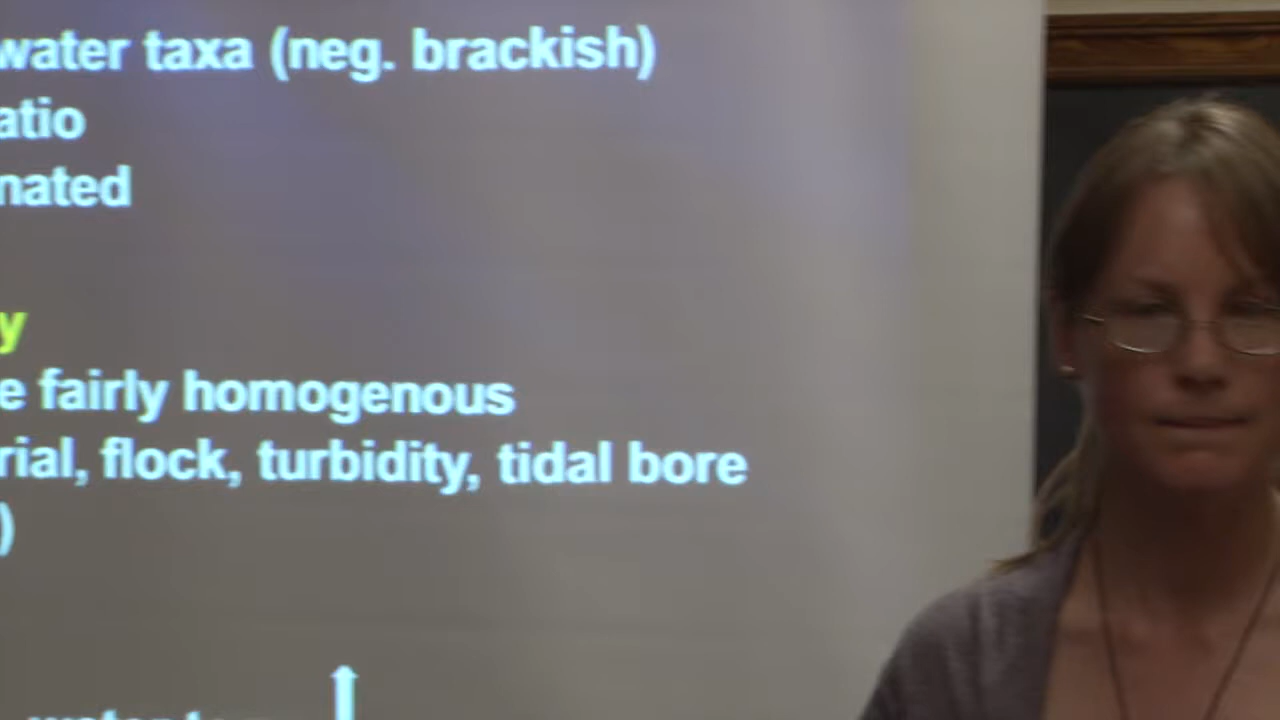 water taxa (neg. brackish)
atio
nated
y
e fairly homogenous
rial, flock, turbidity, tidal bore
)